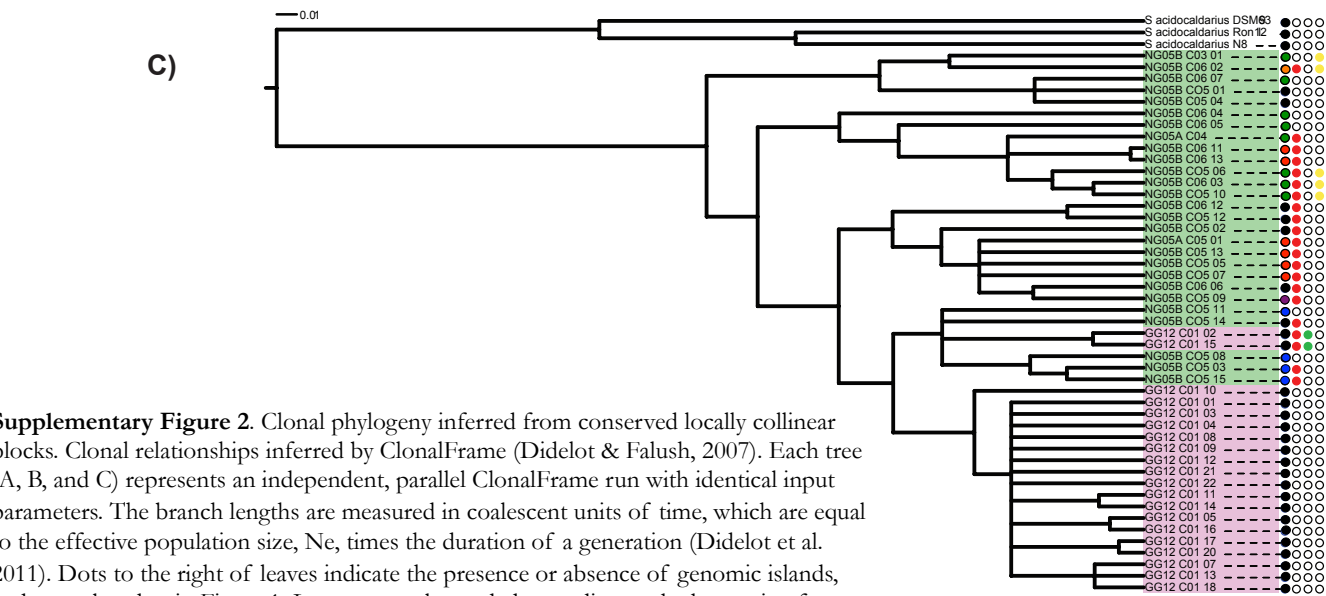 0.01
C)
S acidocaldarius DSM63
S acidocaldarius Ron12
S acidocaldarius N8
NG05B C03 01
NG05B C06 02
NG05B C06 07
NG05B CO5 01
NG05B CO5 04
NG05B C06 04
NG05B C06 05
NG05A C04
NG05B C06 11
NG05B C06 13
NG05B CO5 06
NG05B C06 03
NG05B CO5 10
NG05B C06 12
NG05B CO5 12
NG05B CO5 02
NG05A C05 01
NG05B C05 13
NG05B CO5 05
NG05B CO5 07
NG05B C06 06
NG05B CO5 09
NG05B CO5 11
NG05B CO5 14
GG12 C01 02
GG12 C01 15
NG05B CO5 08
NG05B CO5 03
NG05B CO5 15
GG12 C01 10
GG12 C01 01
GG12 C01 03
GG12 C01 04
GG12 C01 08
GG12 C01 09
GG12 C01 12
GG12 C01 21
GG12 C01 22
GG12 C01 11
GG12 C01 14
GG12 C01 05
GG12 C01 16
GG12 C01 17
GG12 C01 20
GG12 C01 07
GG12 C01 13
GG12 C01 18
Supplementary Figure 2. Clonal phylogeny inferred from conserved locally collinear
blocks. Clonal relationships inferred by ClonalFrame (Didelot & Falush, 2007). Each tree
A, B, and C) represents an independent, parallel ClonalFrame run with identical input
parameters. The branch lengths are measured in coalescent units of time, which are equal
to the effective population size, Ne, times the duration of a generation (Didelot et al.
2011). Dots to the right of leaves indicate the presence or absence of genomic islands,